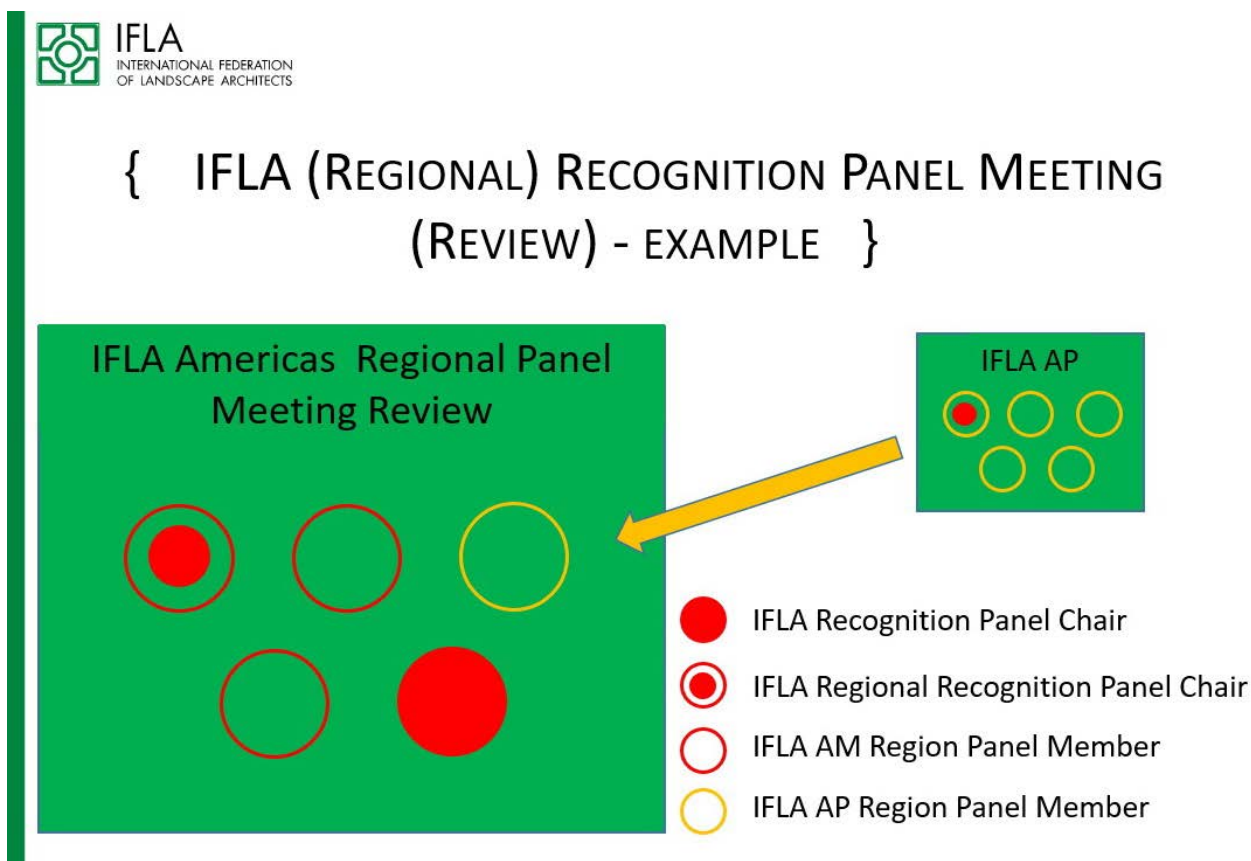 IFLA
INTERNATIONAL FEDERATION
OF LANDSCAPE ARCHITECTS
{ IFLA (REGIONAL) RECOGNITION PANEL MEETING
(REVIEW) - EXAMPLE }
IFLA Americas Regional Panel
Meeting Review
IFLA AP
IFLA Recognition Panel Chair
IFLA Regional Recognition Panel Chair
IFLA AM Region Panel Member
IFLA AP Region Panel Member